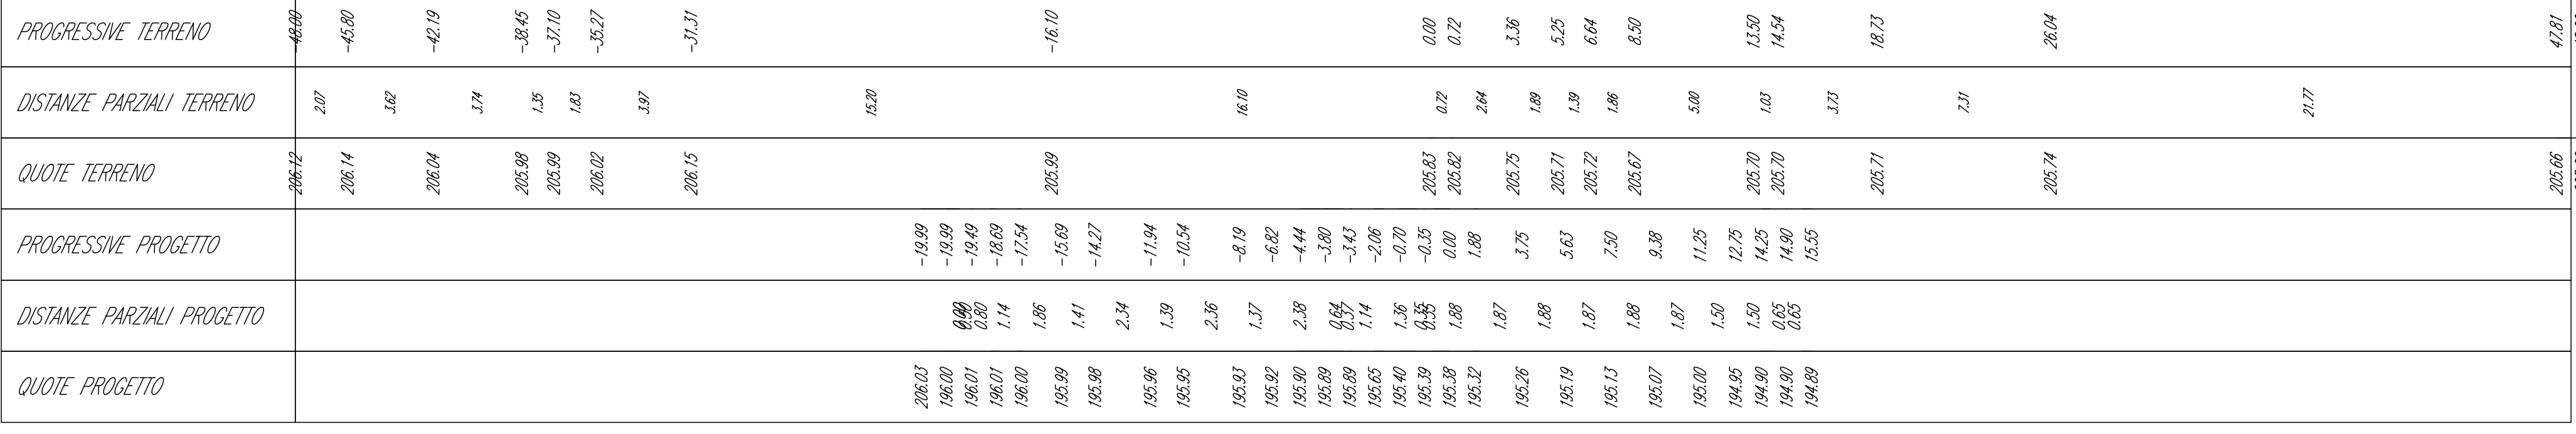 PROGRESSIVE TERRENO -48.00 -45.80 -42.19 -38.45 -37.10 -35.27 -31.31 -16.10 0.00 0.72 3.36 5.25 6.64 8.50 13.50 14.54 18.73 26.04 47.81
DISTANZE PARZIALI TERRENO 2.07 3.62 3.74 1.35 1.83 3.97 15.20 16.10 0.72 2.64 1.89 1.39 1.86 5.00 1.03 3.73 7.31 21.77
QUOTE TERRENO 206.12 206.14 206.04 205.98 205.99 206.02 206.15 205.99 205.83 205.82 205.75 205.71 205.72 205.67 205.70 205.70 205.71 205.74 205.66
PROGRESSIVE PROGETTO -19.99 -19.99 -19.49 -18.69 -17.54 -15.69 -14.27 -11.94 -10.54 -8.19 -6.82 -4.44 -3.80 -3.43 -2.06 -0.70 -0.35 0.00 1.88 3.75 5.63 7.50 9.38 11.25 12.75 14.25 14.90 15.55
DISTANZE PARZIALI PROGETTO 0.80 1.14 1.86 1.41 2.34 1.39 2.36 1.37 2.38 0.64 0.37 1.14 1.36 0.35 0.35 1.88 1.87 1.88 1.87 1.88 1.87 1.50 1.50 0.65 0.65
QUOTE PROGETTO 206.03 196.00 196.01 196.01 196.00 195.99 195.98 195.96 195.95 195.93 195.92 195.90 195.89 195.89 195.65 195.40 195.39 195.38 195.32 195.26 195.19 195.13 195.07 195.00 194.95 194.90 194.90 194.89